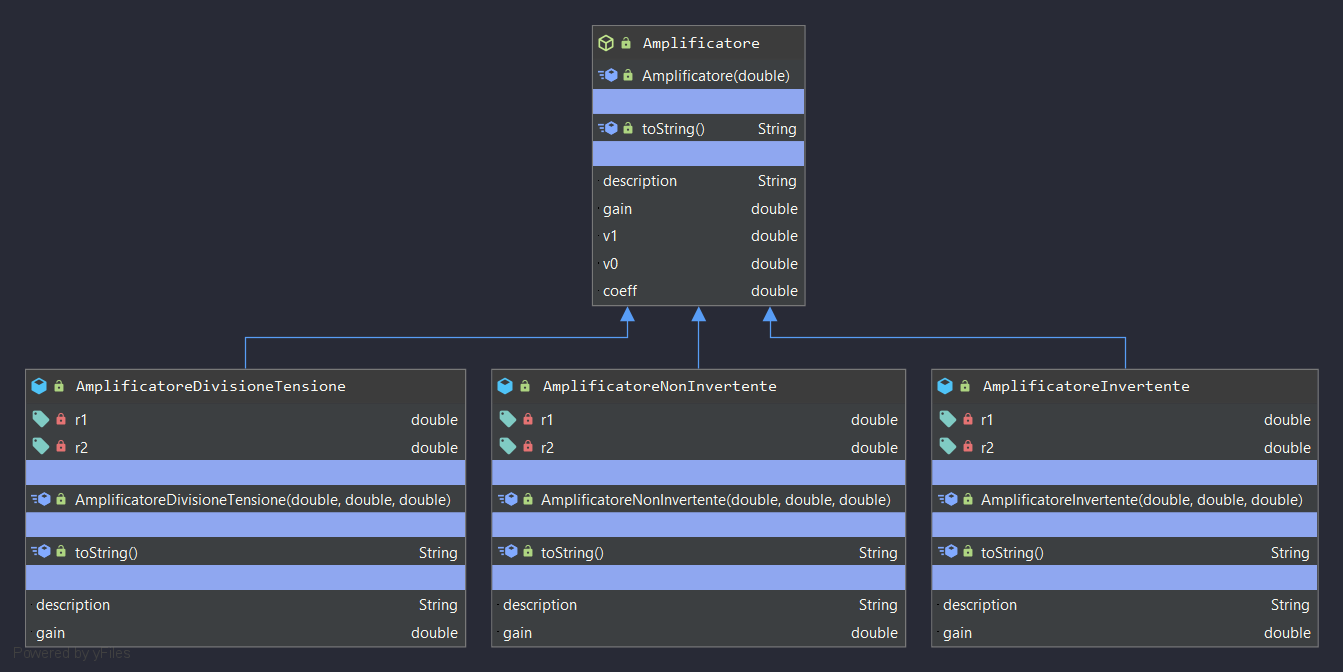 Amplificatore
Amplificatore(double)
toString() String
description String
gain double
v1 double
v0 double
coeff double
AmplificatoreDivisioneTensione
r1 double
r2 double
AmplificatoreDivisioneTensione(double, double, double)
toString() String
description String
gain double
AmplificatoreNonInvertente
r1 double
r2 double
AmplificatoreNonInvertente(double, double, double)
toString() String
description String
gain double
AmplificatoreInvertente
r1 double
r2 double
AmplificatoreInvertente(double, double, double)
toString() String
description String
gain double
Powered by yFiles